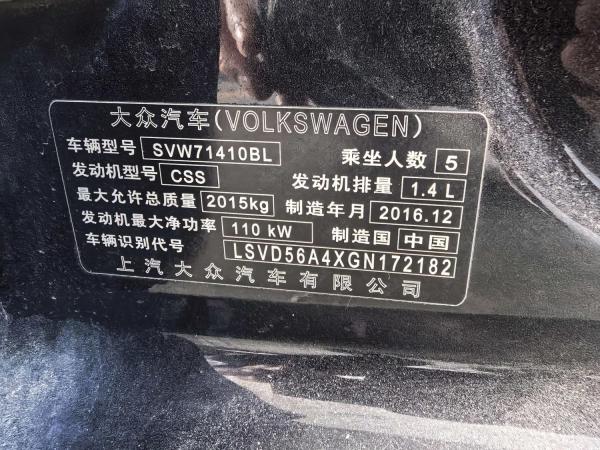 大众汽车(VOLKSWAGEN)
车辆型号 SVW71410BL 乘坐人数 5
发动机型号 CSS 发动机排量 1.4 L
最大允许总质量 2015kg 制造年月 2016.12
发动机最大净功率 110 kW 制造国 中国
车辆识别代号 LSVD56A4XGN172182
上汽大众汽车有限公司